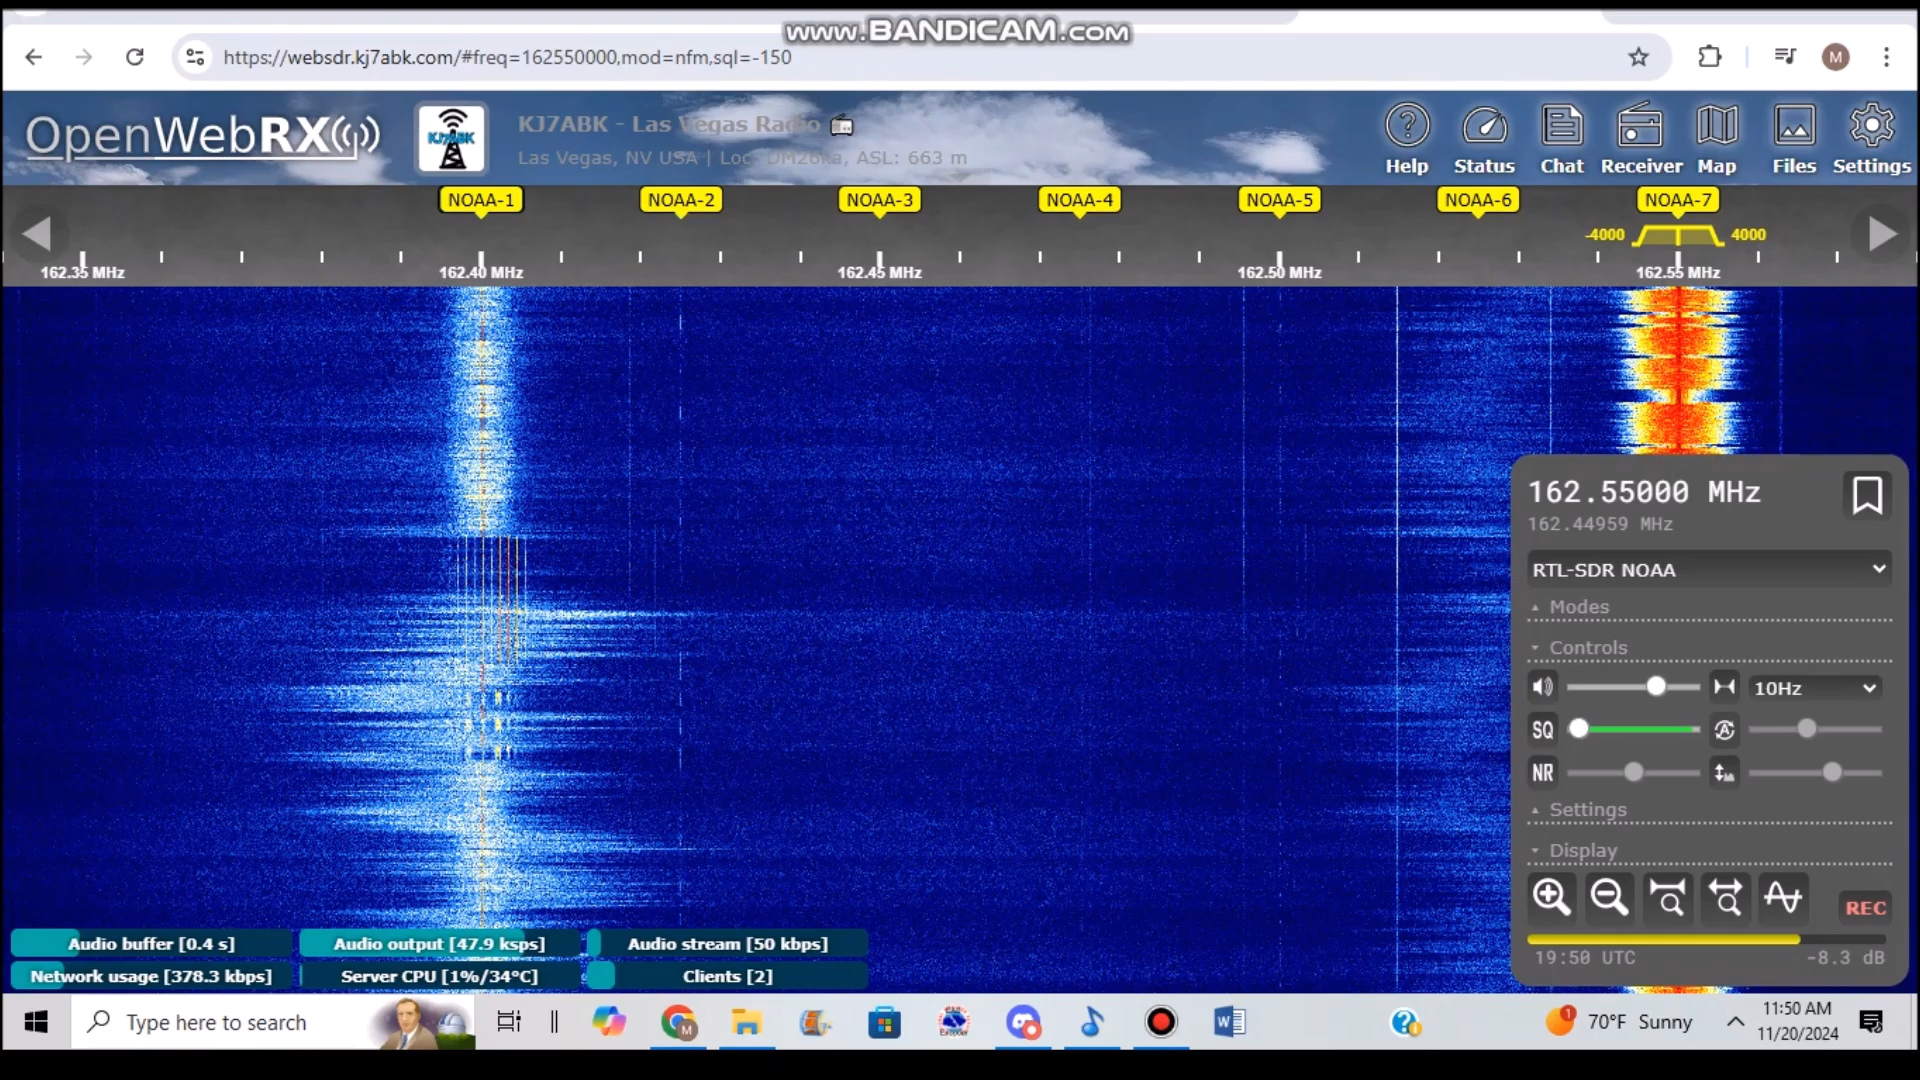 www.BANDICAM.com
https://websdr.kj7abk.com/#freq=162550000,mod=nfm,sql=-150
M
OpenWebRX
KJ7ABK
KJ7ABK - Las Vegas Radio
Las Vegas, NV USA | Loc: DM26ka, ASL: 663 m
Help
Status
Chat
Receiver
Map
Files
Settings
NOAA-1
NOAA-2
NOAA-3
NOAA-4
NOAA-5
NOAA-6
NOAA-7
-4000
4000
162.35 MHz
162.40 MHz
162.45 MHz
162.50 MHz
162.55 MHz
162.55000 MHz
162.44959 MHz
RTL-SDR NOAA
Modes
Controls
10Hz
SQ
NR
Settings
Display
REC
19:50 UTC
-8.3 dB
Audio buffer [0.4 s]
Audio output [47.9 ksps]
Audio stream [50 kbps]
Network usage [378.3 kbps]
Server CPU [1%/34°C]
Clients [2]
Type here to search
M
W
1
70°F Sunny
11:50 AM
11/20/2024